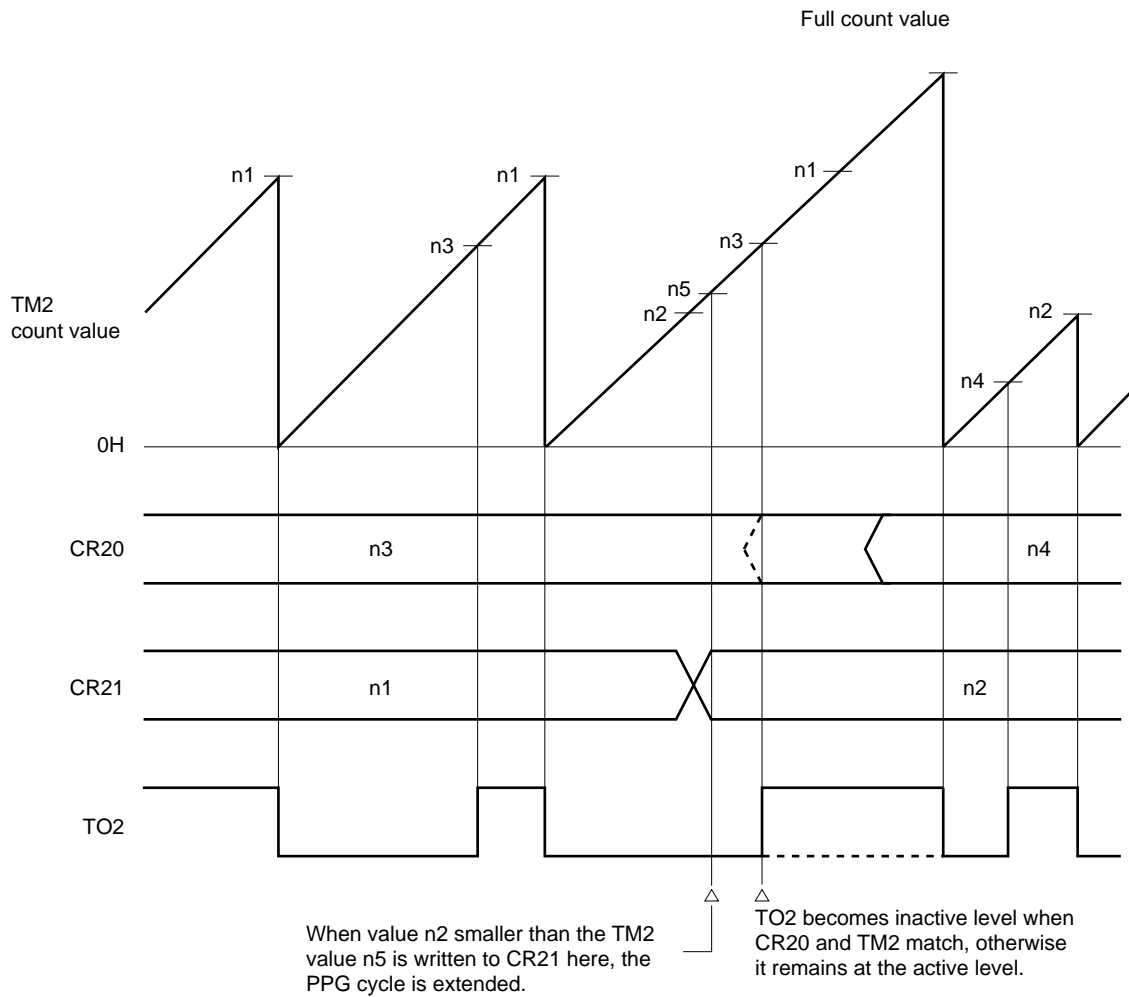 Full count value
n1
n1
n1
n3
n3
n5
n2
n2
TM2
count value
n4
0H
CR20
n3
n4
CR21
n1
n2
TO2
When value n2 smaller than the TM2
value n5 is written to CR21 here, the
PPG cycle is extended.
TO2 becomes inactive level when
CR20 and TM2 match, otherwise
it remains at the active level.